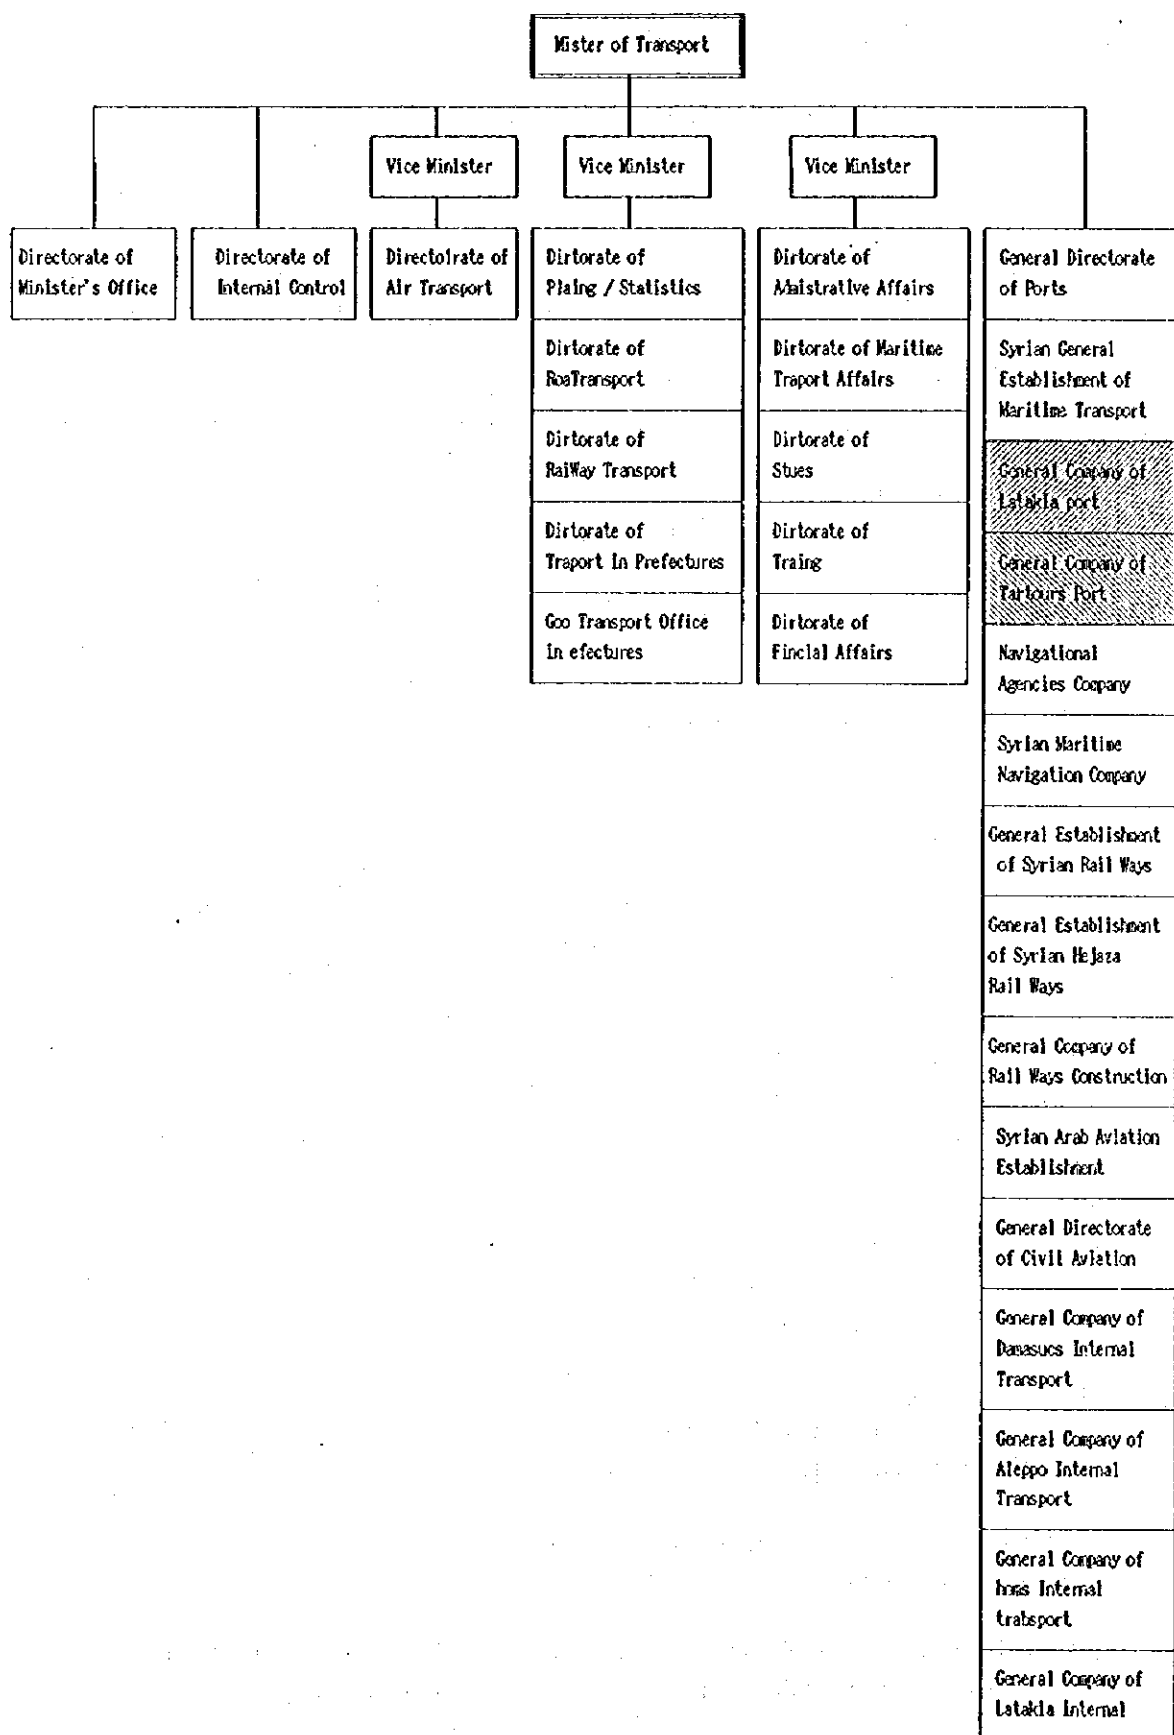 Mister of Transport
Vice Minister
Vice Minister
Vice Minister
Directorate of
Minister's Office
Directorate of
Internal Control
Directolrate of
Air Transport
Dirtorate of
Plaing / Statistics
Dirtorate of
RoaTransport
Dirtorate of
RaiWay Transport
Dirtorate of
Traport in Prefectures
Goo Transport Office
in efectures
Dirtorate of
Adaistrative Affairs
Dirtorate of Maritime
Traport Affairs
Dirtorate of
Stues
Dirtorate of
Traing
Dirtorate of
Finclal Affairs
General Directorate
of Ports
Syrian General
Establishment of
Maritime Transport
General Company of
Latakia port
General Company of
Tartours Port
Navigational
Agencies Company
Syrian Maritime
Navigation Company
General Establishment
of Syrian Rail Ways
General Establishment
of Syrian Hejaza
Rail Ways
General Company of
Rail Ways Construction
Syrian Arab Aviation
Establishment
General Directorate
of Civil Aviation
General Company of
Damasucs Internal
Transport
General Company of
Aleppo Internal
Transport
General Company of
homs Internal
trabsport
General Company of
Latakia Internal